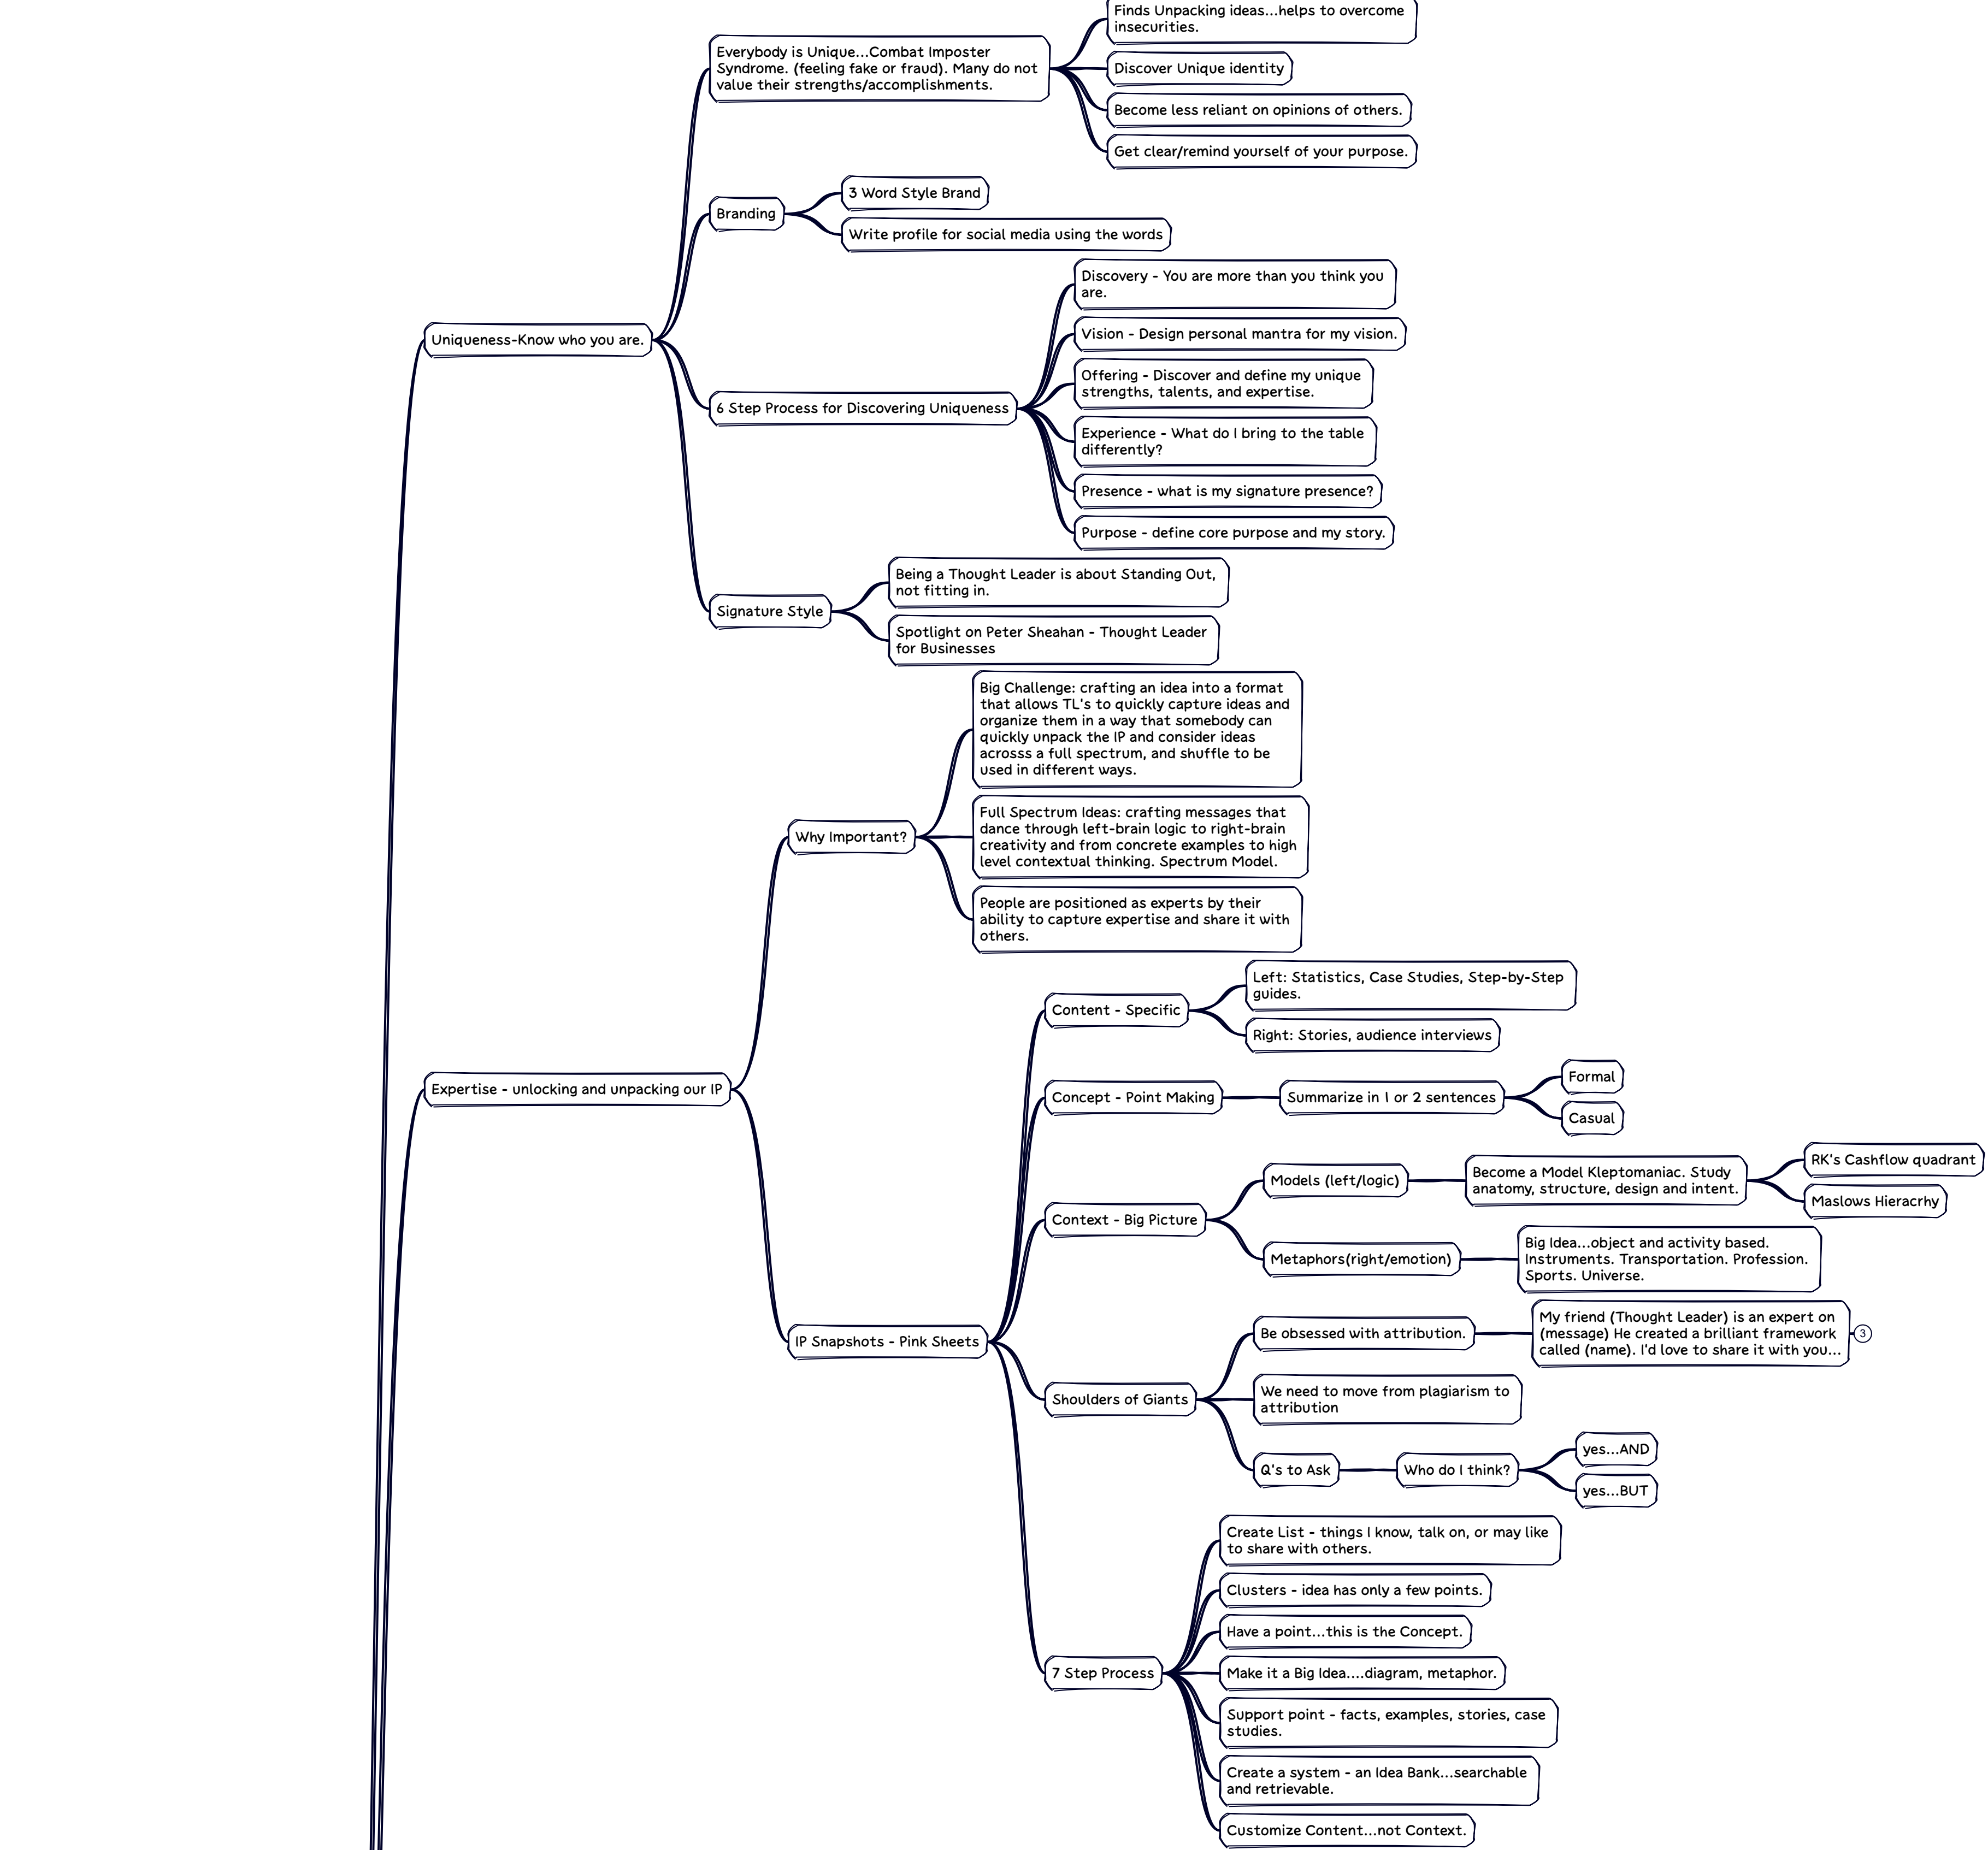 Finds Unpacking ideas...helps to overcome
insecurities.
Everybody is Unique...Combat Imposter
Syndrome. (feeling fake or fraud). Many do not
value their strengths/accomplishments.
Discover Unique identity
Become less reliant on opinions of others.
Get clear/remind yourself of your purpose.
Branding
3 Word Style Brand
Write profile for social media using the words
Uniqueness-Know who you are.
6 Step Process for Discovering Uniqueness
Discovery - You are more than you think you
are.
Vision - Design personal mantra for my vision.
Offering - Discover and define my unique
strengths, talents, and expertise.
Experience - What do I bring to the table
differently?
Presence - what is my signature presence?
Purpose - define core purpose and my story.
Signature Style
Being a Thought Leader is about Standing Out,
not fitting in.
Spotlight on Peter Sheahan - Thought Leader
for Businesses
Expertise - unlocking and unpacking our IP
Why Important?
Big Challenge: crafting an idea into a format
that allows TL's to quickly capture ideas and
organize them in a way that somebody can
quickly unpack the IP and consider ideas
acrosss a full spectrum, and shuffle to be
used in different ways.
Full Spectrum Ideas: crafting messages that
dance through left-brain logic to right-brain
creativity and from concrete examples to high
level contextual thinking. Spectrum Model.
People are positioned as experts by their
ability to capture expertise and share it with
others.
IP Snapshots - Pink Sheets
Content - Specific
Left: Statistics, Case Studies, Step-by-Step
guides.
Right: Stories, audience interviews
Concept - Point Making
Summarize in 1 or 2 sentences
Formal
Casual
Context - Big Picture
Models (left/logic)
Become a Model Kleptomaniac. Study
anatomy, structure, design and intent.
RK's Cashflow quadrant
Maslows Hieracrhy
Metaphors(right/emotion)
Big Idea...object and activity based.
Instruments. Transportation. Profession.
Sports. Universe.
Shoulders of Giants
Be obsessed with attribution.
My friend (Thought Leader) is an expert on
(message) He created a brilliant framework
called (name). I'd love to share it with you...
3
We need to move from plagiarism to
attribution
Q's to Ask
Who do I think?
yes...AND
yes...BUT
7 Step Process
Create List - things I know, talk on, or may like
to share with others.
Clusters - idea has only a few points.
Have a point...this is the Concept.
Make it a Big Idea....diagram, metaphor.
Support point - facts, examples, stories, case
studies.
Create a system - an Idea Bank...searchable
and retrievable.
Customize Content...not Context.